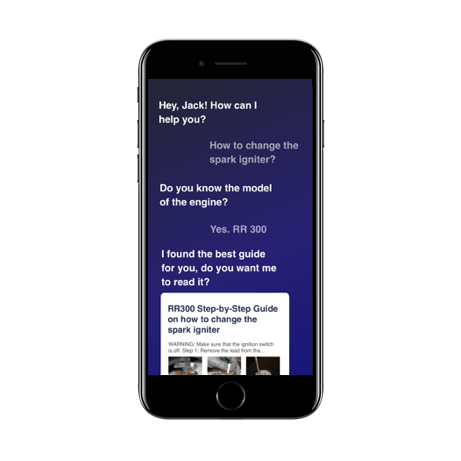 Hey, Jack! How can I
help you?
How to change the
spark igniter?
Do you know the model
of the engine?
Yes. RR 300
I found the best guide
for you, do you want me
to read it?
RR300 Step-by-Step Guide
on how to change the
spark igniter
WARNING: Make sure that the ignition switch
is off. Step 1: Remove the lead from the...